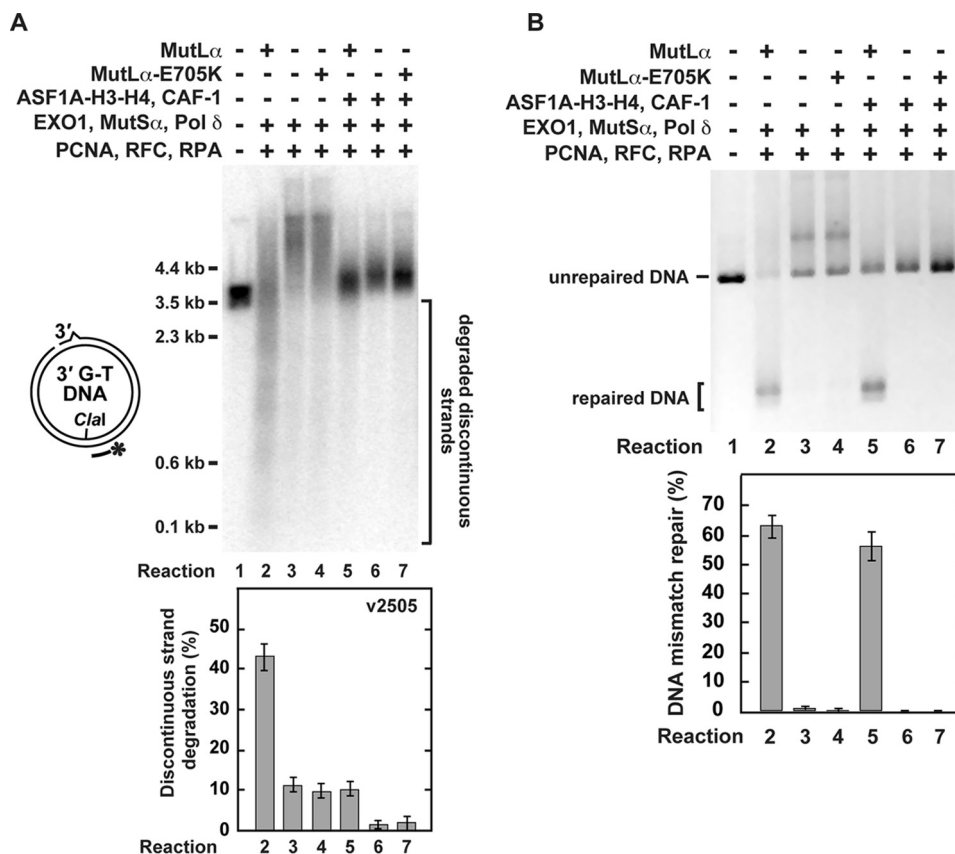 A
MutLα - + - - + - -
MutLα-E705K - - - + - - +
ASF1A-H3-H4, CAF-1 - - - - + + +
EXO1, MutSα, Pol δ - + + + + + +
PCNA, RFC, RPA - + + + + + +
4.4 kb
3.5 kb
2.3 kb
0.6 kb
0.1 kb
3′
3′ G-T
DNA
ClaI
*
degraded discontinuous
strands
Reaction 1 2 3 4 5 6 7
v2505
Discontinuous strand
degradation (%)
50
40
30
20
10
0
Reaction 2 3 4 5 6 7
B
MutLα - + - - + - -
MutLα-E705K - - - + - - +
ASF1A-H3-H4, CAF-1 - - - - + + +
EXO1, MutSα, Pol δ - + + + + + +
PCNA, RFC, RPA - + + + + + +
unrepaired DNA
repaired DNA
Reaction 1 2 3 4 5 6 7
DNA mismatch repair (%)
70
60
50
40
30
20
10
0
Reaction 2 3 4 5 6 7